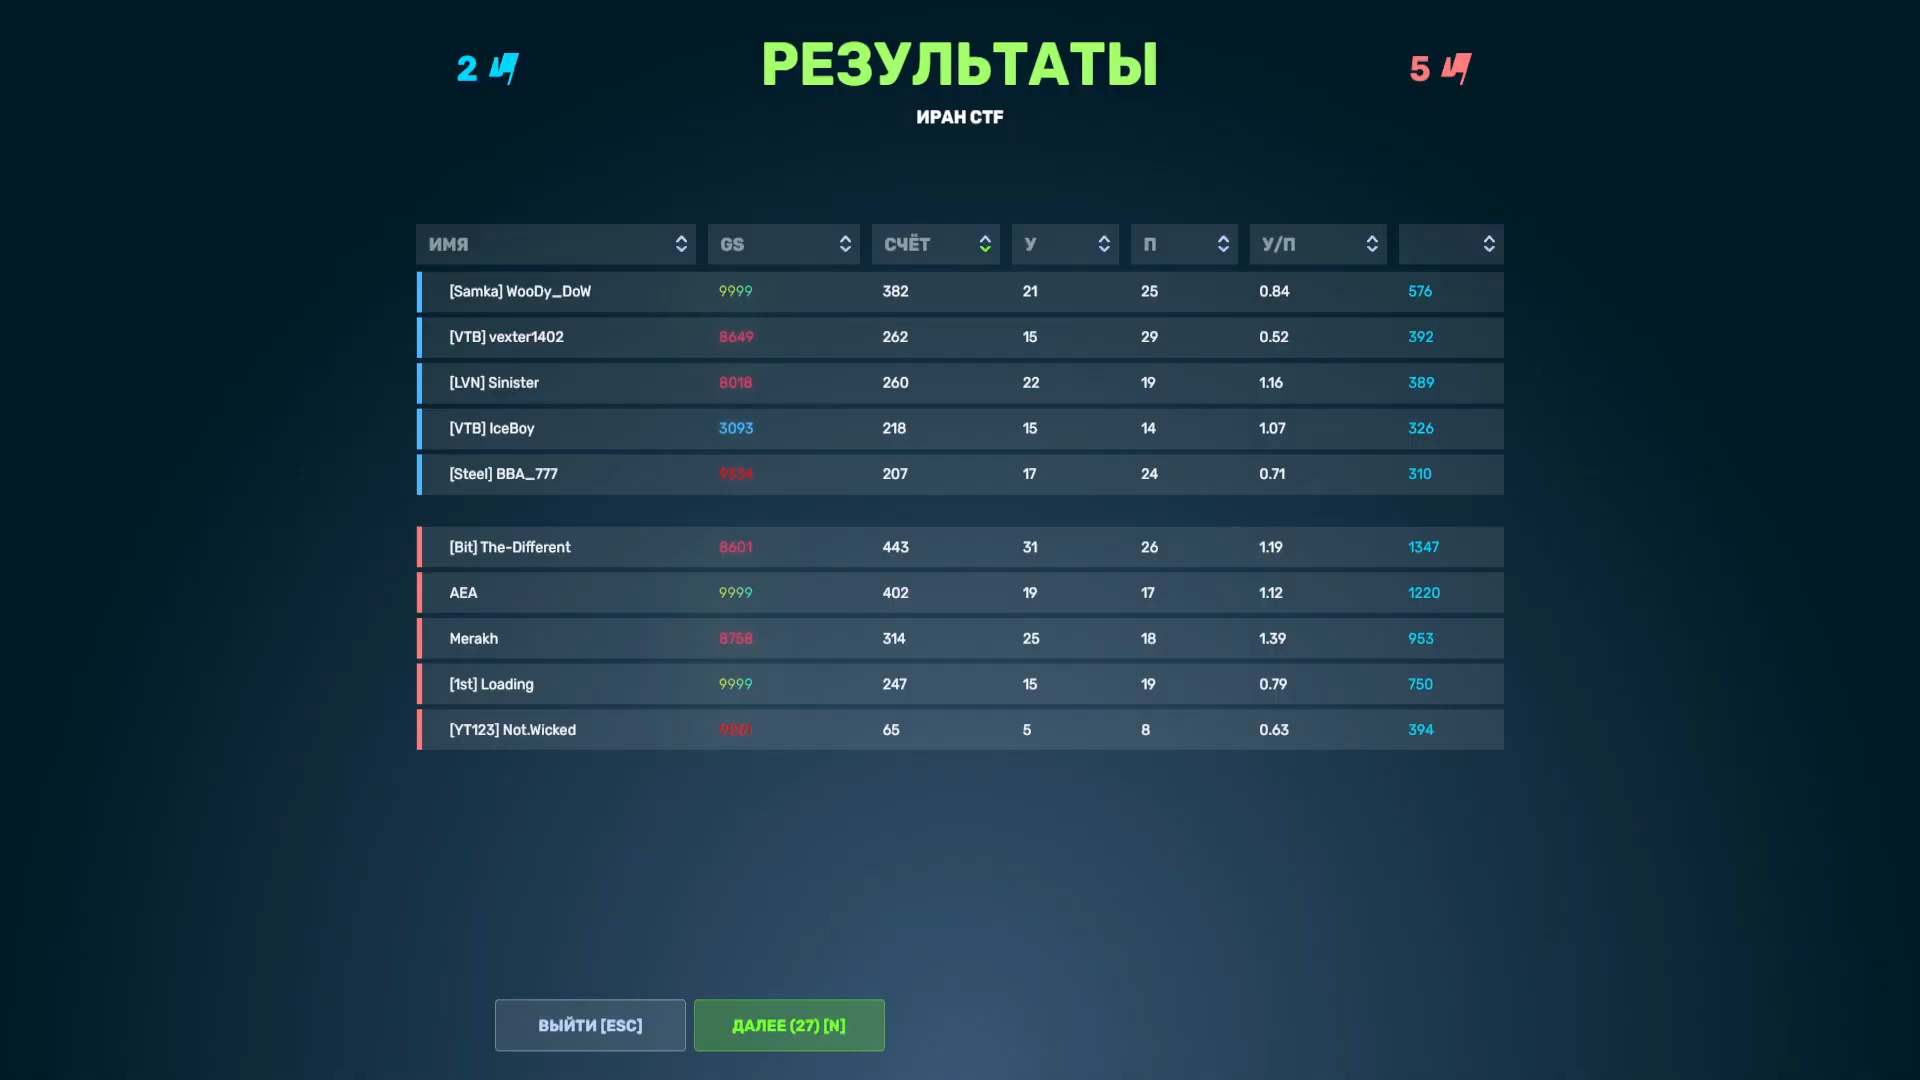 2 РЕЗУЛЬТАТЫ 5
ИРАН CTF
ИМЯ GS СЧЁТ У П У/П
[Samka] WooDy_DoW 9999 382 21 25 0.84 576
[VTB] vexter1402 8649 262 15 29 0.52 392
[LVN] Sinister 8018 260 22 19 1.16 389
[VTB] IceBoy 3093 218 15 14 1.07 326
[Steel] BBA_777 9334 207 17 24 0.71 310
[Bit] The-Different 8601 443 31 26 1.19 1347
AEA 9999 402 19 17 1.12 1220
Merakh 8758 314 25 18 1.39 953
[1st] Loading 9999 247 15 19 0.79 750
[YT123] Not.Wicked 65 5 8 0.63 394
ВЫЙТИ [ESC] ДАЛЕЕ (27) [N]